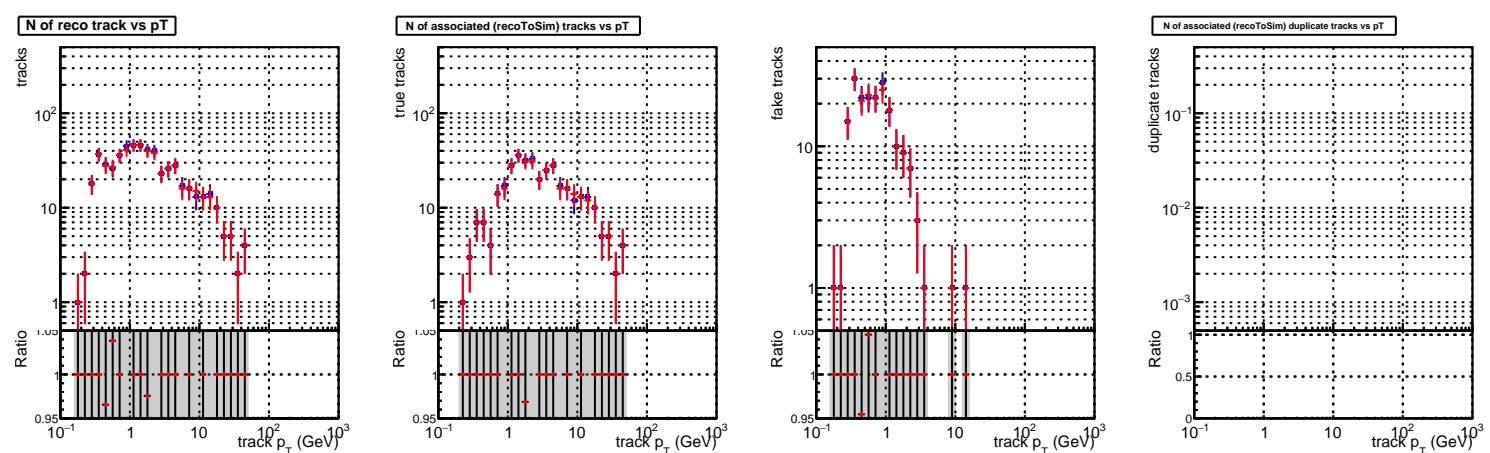 N of reco track vs pT
tracks
10²
10
1
Ratio
1.05
1
0.95
10⁻¹ 1 10 10² 10³
track p_T (GeV)
N of associated (recoToSim) tracks vs pT
true tracks
10²
10
1
Ratio
1.05
1
0.95
10⁻¹ 1 10 10² 10³
track p_T (GeV)
fake tracks
10
1
Ratio
1.05
1
0.95
10⁻¹ 1 10 10² 10³
track p_T (GeV)
N of associated (recoToSim) duplicate tracks vs pT
duplicate tracks
10⁻¹
10⁻²
10⁻³
Ratio
1
0.5
0
10⁻¹ 1 10 10² 10³
track p_T (GeV)